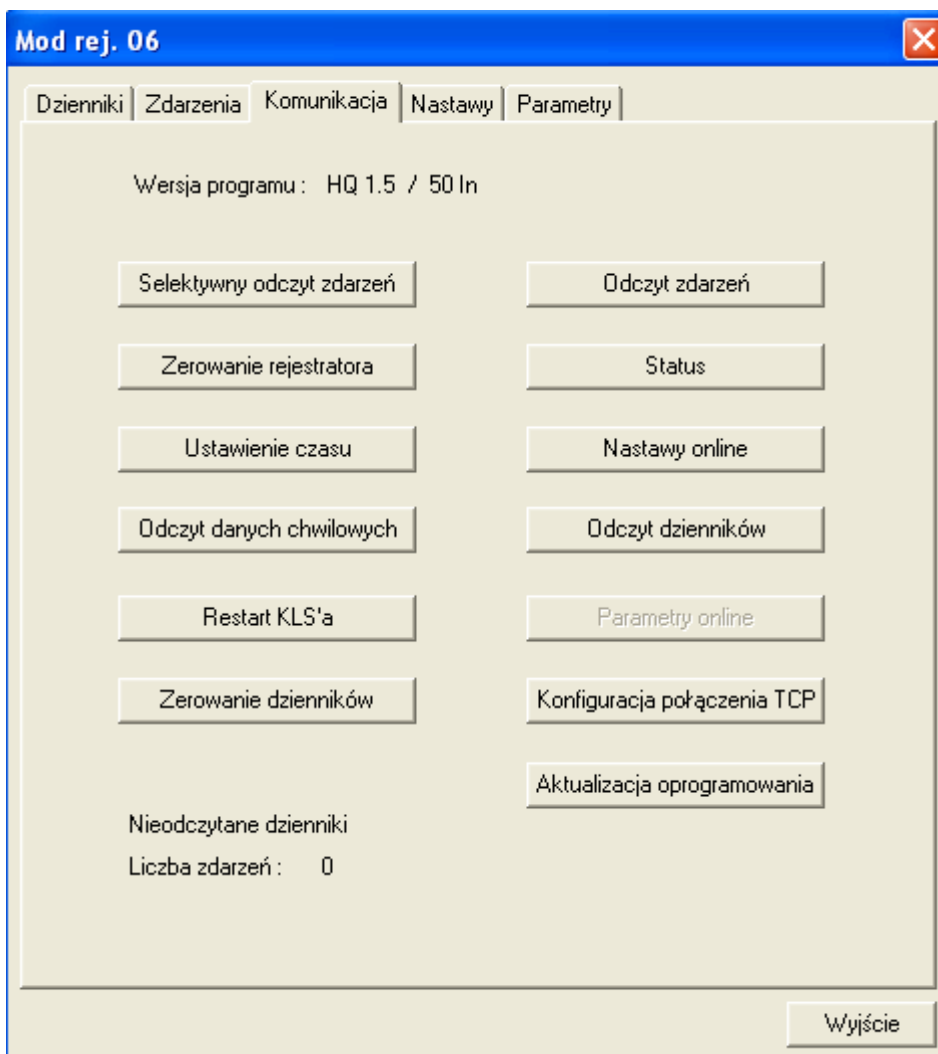 Mod rej. 06
Dzienniki Zdarzenia Komunikacja Nastawy Parametry
Wersja programu : HQ 1.5 / 50 In
Selektywny odczyt zdarzeń Odczyt zdarzeń
Zerowanie rejestratora Status
Ustawienie czasu Nastawy online
Odczyt danych chwilowych Odczyt dzienników
Restart KLS'a Parametry online
Zerowanie dzienników Konfiguracja połączenia TCP
Aktualizacja oprogramowania
Nieodczytane dzienniki
Liczba zdarzeń : 0
Wyjście